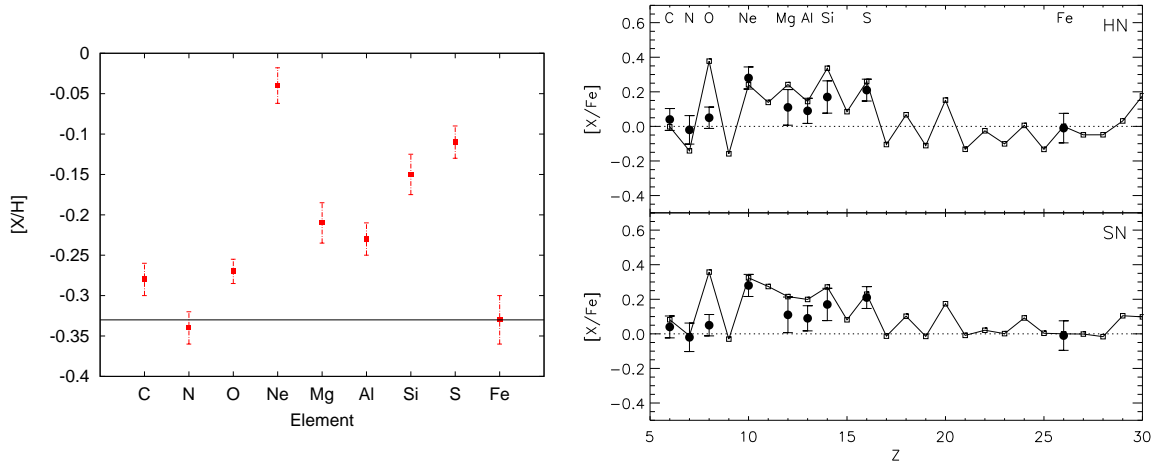 0
-0.05
-0.1
-0.15
-0.2
-0.25
-0.3
-0.35
-0.4
[X/H]
C N O Ne Mg Al Si S Fe
Element
C N O Ne Mg Al Si S Fe
HN
0.6
0.4
0.2
0.0
-0.2
-0.4
[X/Fe]
SN
0.6
0.4
0.2
0.0
-0.2
-0.4
[X/Fe]
5 10 15 20 25 30
Z